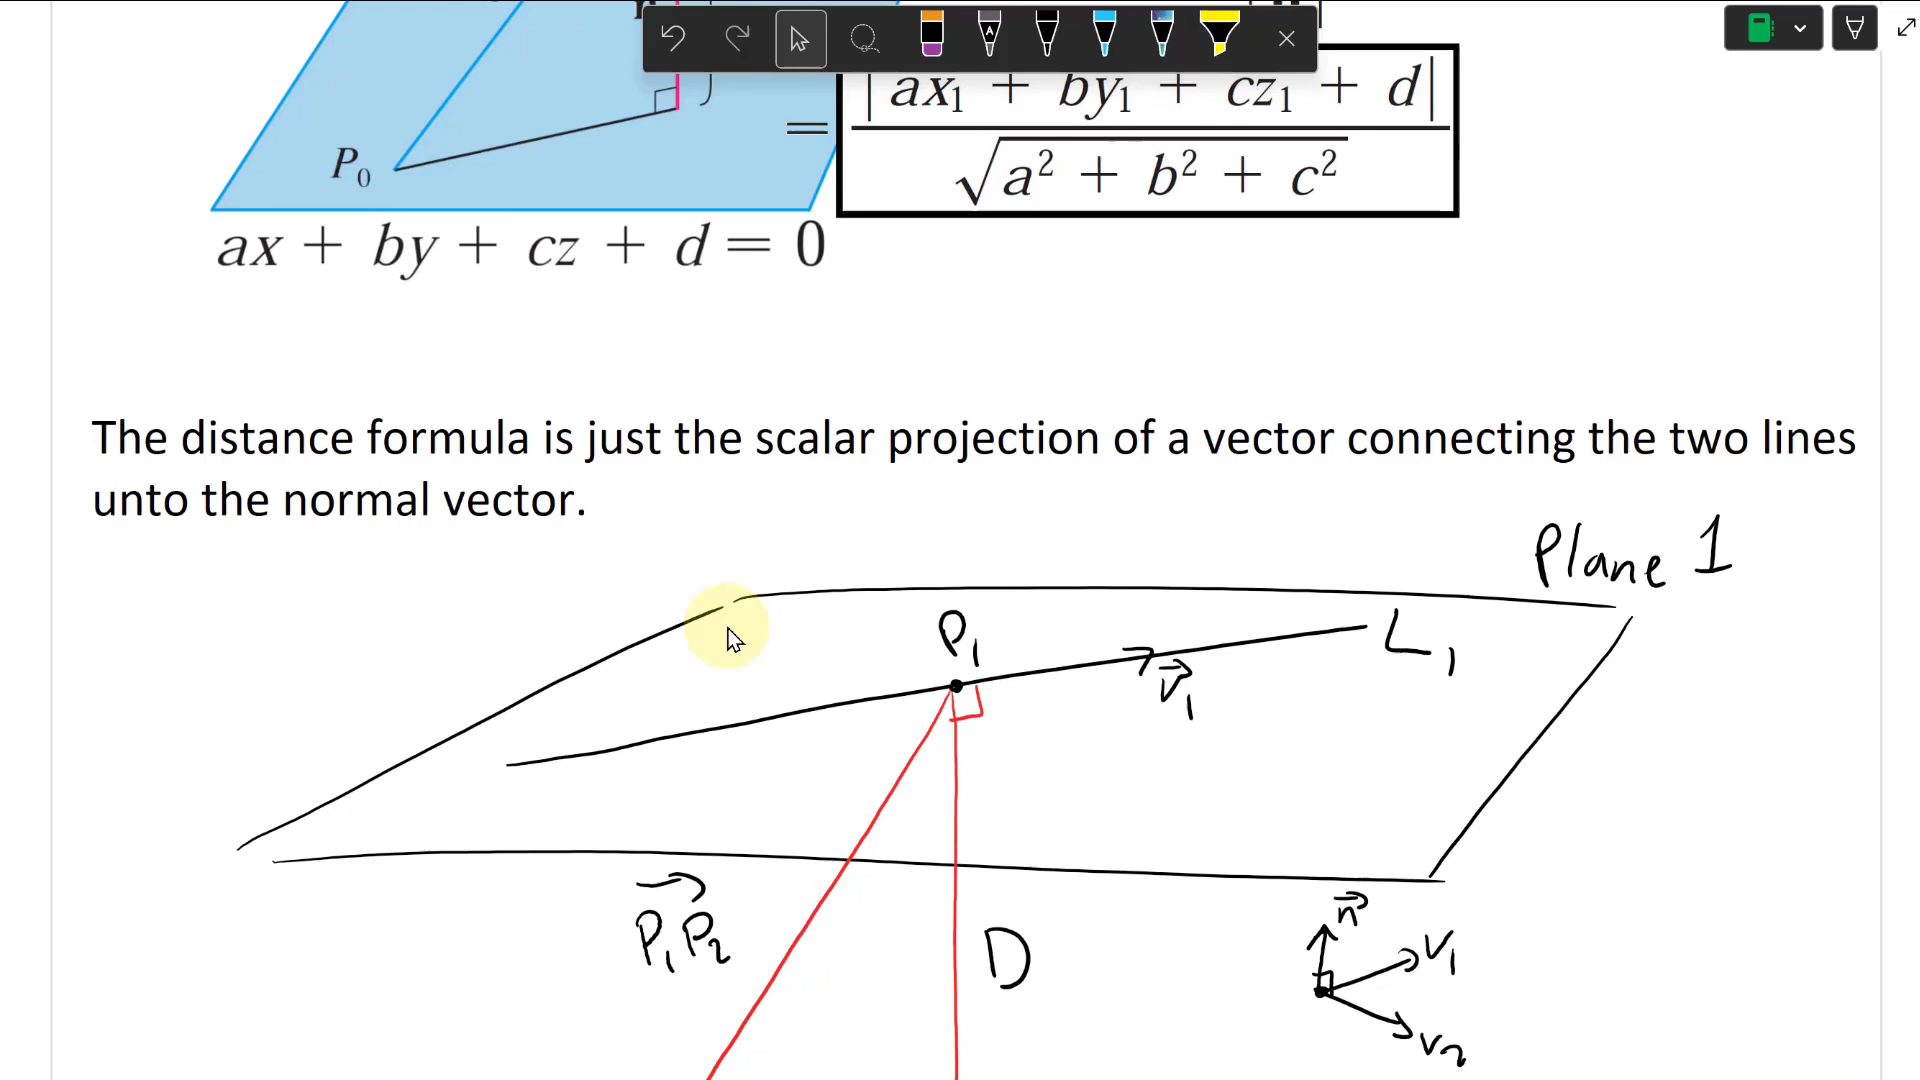 |ax₁ + by₁ + cz₁ + d|
=
√a² + b² + c²
P₀
ax + by + cz + d = 0
The distance formula is just the scalar projection of a vector connecting the two lines
unto the normal vector.
Plane 1
P₁
L₁
v⃗₁
P₁P₂
D
n⃗
V₁
V₂